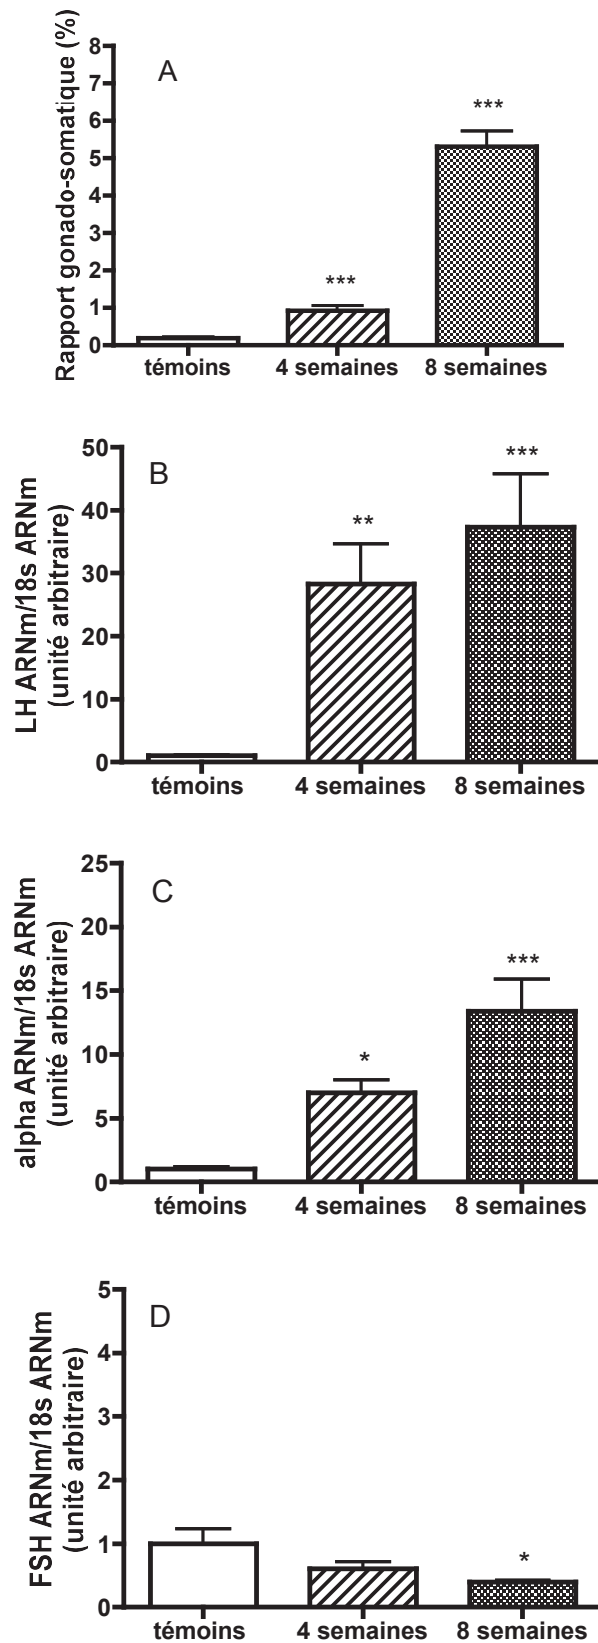 Rapport gonado-somatique (%)
8
7
6
5
4
3
2
1
0
A
***
***
témoins 4 semaines 8 semaines
LH ARNm/18s ARNm
(unité arbitraire)
50
40
30
20
10
0
B
**
***
témoins 4 semaines 8 semaines
alpha ARNm/18s ARNm
(unité arbitraire)
25
20
15
10
5
0
C
*
***
témoins 4 semaines 8 semaines
FSH ARNm/18s ARNm
(unité arbitraire)
5
4
3
2
1
0
D
*
témoins 4 semaines 8 semaines